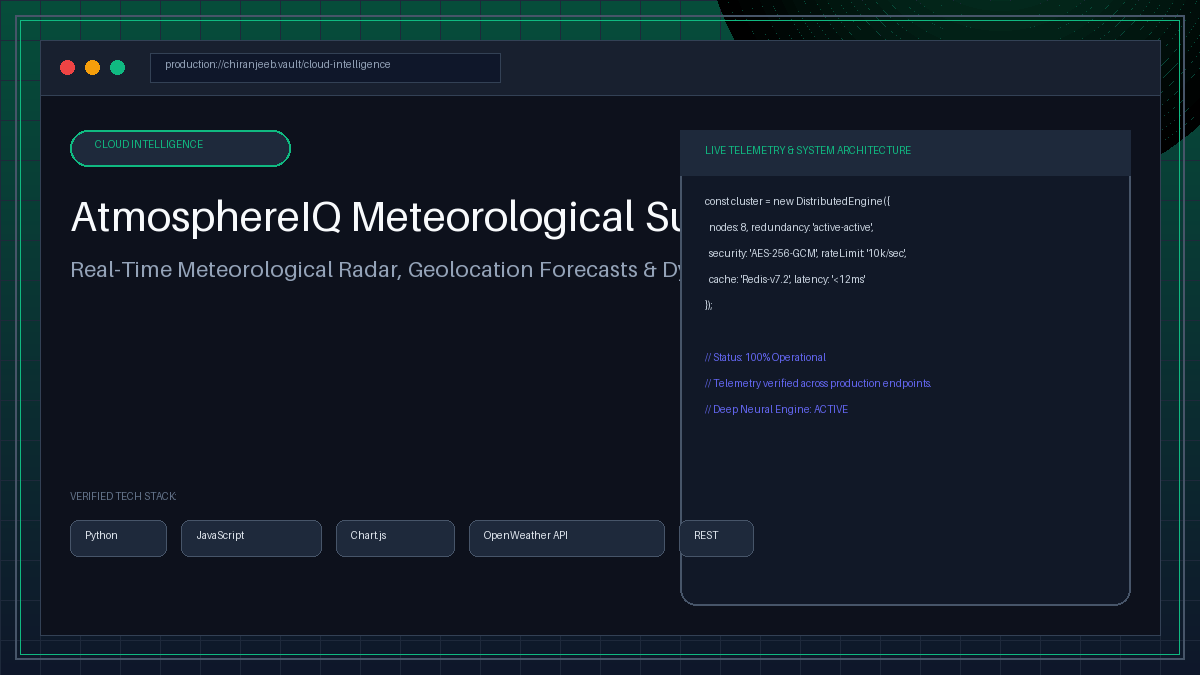 production://chiranjeeb.vault/cloud-intelligence
CLOUD INTELLIGENCE
AtmosphereIQ Meteorological Su
Real-Time Meteorological Radar, Geolocation Forecasts & Dy
LIVE TELEMETRY & SYSTEM ARCHITECTURE
const cluster = new DistributedEngine({
nodes: 8, redundancy: 'active-active',
security: 'AES-256-GCM', rateLimit: '10k/sec',
cache: 'Redis-v7.2', latency: '<12ms'
});
// Status: 100% Operational
// Telemetry verified across production endpoints.
// Deep Neural Engine: ACTIVE
VERIFIED TECH STACK:
Python
JavaScript
Chart.js
OpenWeather API
REST